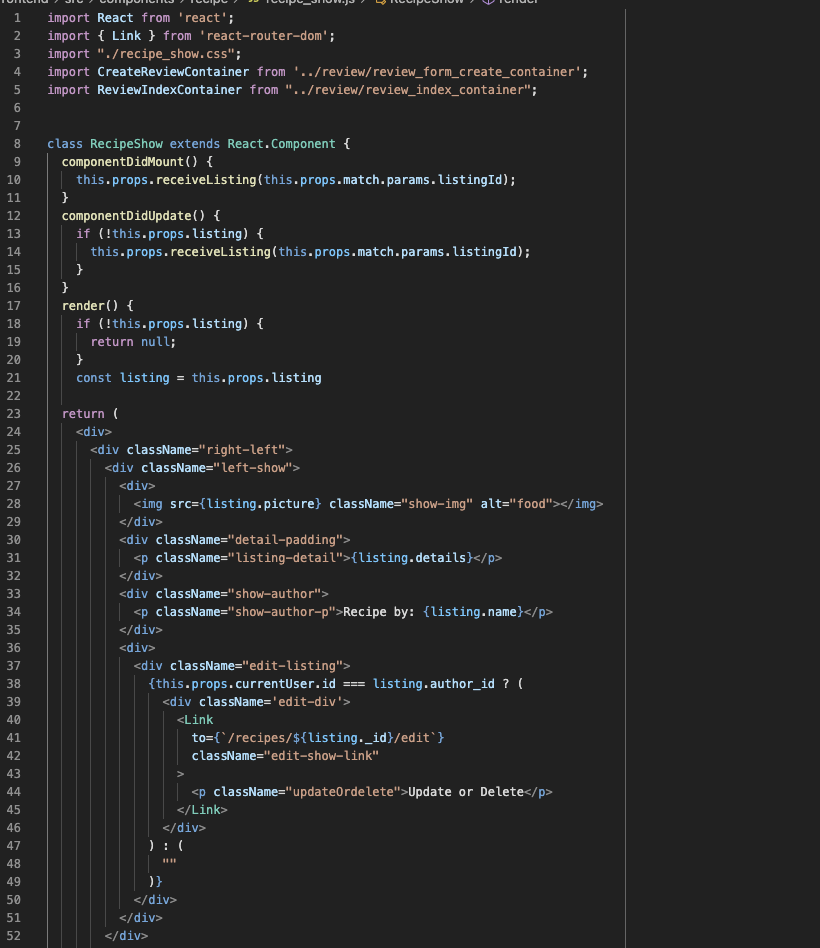 frontend > src > components > recipe > JS recipe_show.js > RecipeShow > render
1 import React from 'react';
2 import { Link } from 'react-router-dom';
3 import "./recipe_show.css";
4 import CreateReviewContainer from '../review/review_form_create_container';
5 import ReviewIndexContainer from "../review/review_index_container";
6
7
8 class RecipeShow extends React.Component {
9   componentDidMount() {
10     this.props.receiveListing(this.props.match.params.listingId);
11   }
12   componentDidUpdate() {
13     if (!this.props.listing) {
14       this.props.receiveListing(this.props.match.params.listingId);
15     }
16   }
17   render() {
18     if (!this.props.listing) {
19       return null;
20     }
21     const listing = this.props.listing
22
23   return (
24     <div>
25       <div className="right-left">
26         <div className="left-show">
27           <div>
28             <img src={listing.picture} className="show-img" alt="food"></img>
29           </div>
30           <div className="detail-padding">
31             <p className="listing-detail">{listing.details}</p>
32           </div>
33           <div className="show-author">
34             <p className="show-author-p">Recipe by: {listing.name}</p>
35           </div>
36           <div>
37             <div className="edit-listing">
38               {this.props.currentUser.id === listing.author_id ? (
39                 <div className='edit-div'>
40                   <Link
41                     to={`/recipes/${listing._id}/edit`}
42                     className="edit-show-link"
43                   >
44                     <p className="updateOrdelete">Update or Delete</p>
45                   </Link>
46                 </div>
47               ) : (
48                 ""
49               )}
50             </div>
51           </div>
52         </div>